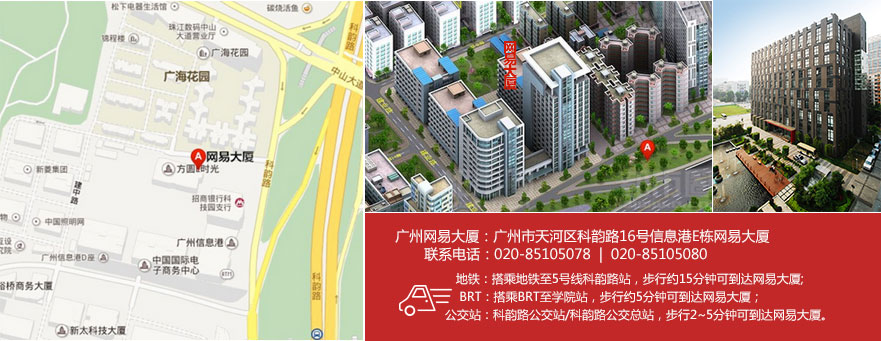 松下电器生活馆
碳烧活鱼
珠江数码中山
大道营业厅
科韵路
锦程楼
广海花园
中山大道
广海花园
网易大厦
A
方圆E时光
新菱集团
科韵路
建中路
招商银行科
技园支行
中国照明网
广州信息港
广州信息港D座
中国国际电
子商务中心
科韵路
裕桥商务大厦
新太科技大厦
网易大厦
A
广州网易大厦：广州市天河区科韵路16号信息港E栋网易大厦
联系电话：020-85105078 | 020-85105080
地铁：搭乘地铁至5号线科韵路站，步行约15分钟可到达网易大厦;
BRT：搭乘BRT至学院站，步行约5分钟可到达网易大厦；
公交站：科韵路公交站/科韵路公交总站，步行2~5分钟可到达网易大厦。